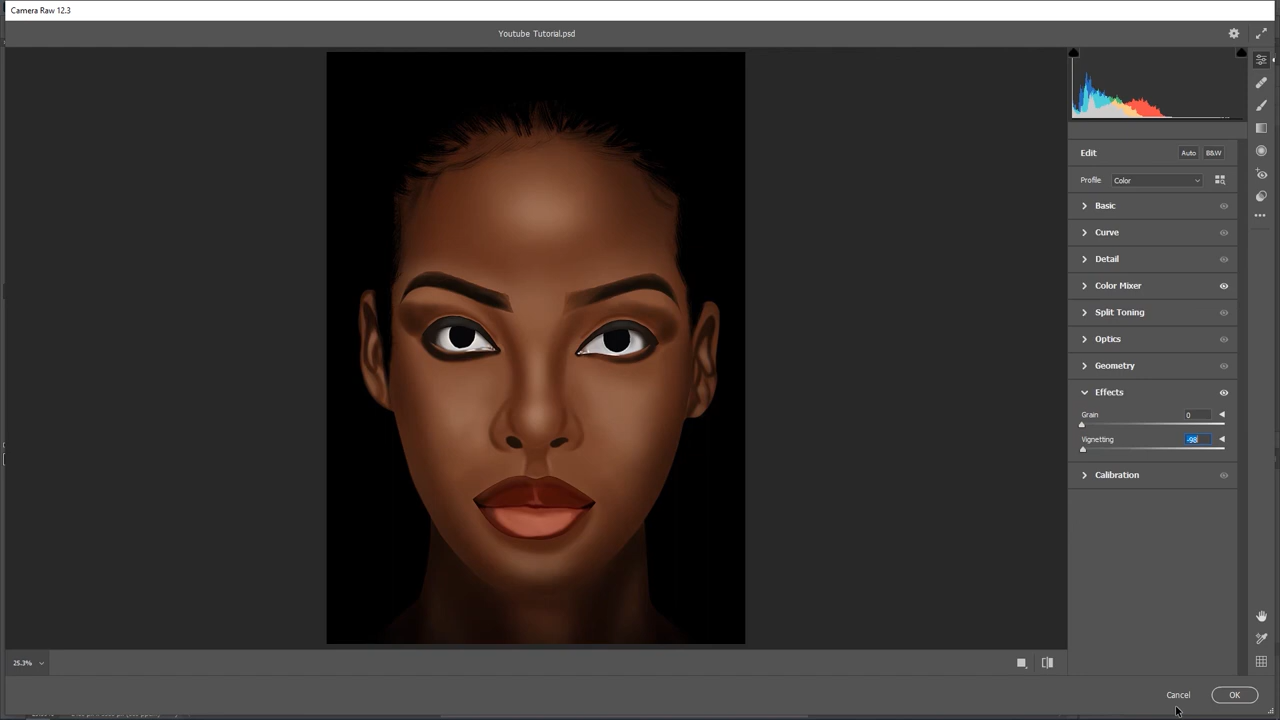 Camera Raw 12.3
Youtube Tutorial.psd
Edit
Auto
B&W
Profile
Color
Basic
Curve
Detail
Color Mixer
Split Toning
Optics
Geometry
Effects
Grain
0
Vignetting
-98
Calibration
25.3%
Cancel
OK